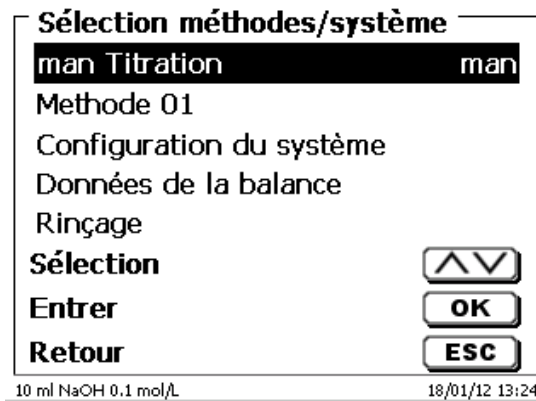 Sélection méthodes/système
man Titration man
Methode 01
Configuration du système
Données de la balance
Rinçage
Sélection
Entrer OK
Retour ESC
10 ml NaOH 0.1 mol/L 18/01/12 13:24